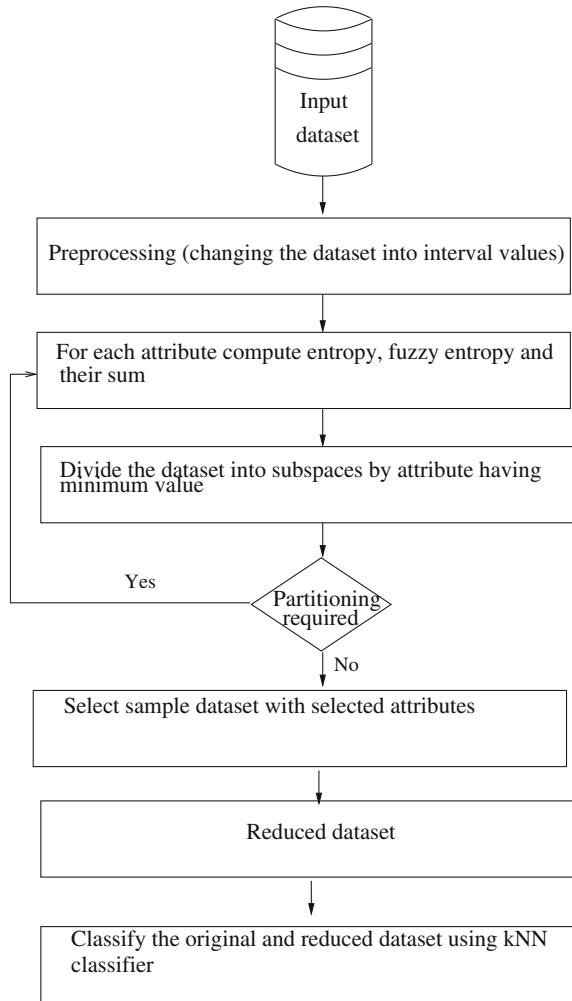 Input
dataset
Preprocessing (changing the dataset into interval values)
For each attribute compute entropy, fuzzy entropy and
their sum
Divide the dataset into subspaces by attribute having
minimum value
Yes
Partitioning
required
No
Select sample dataset with selected attributes
Reduced dataset
Classify the original and reduced dataset using kNN
classifier